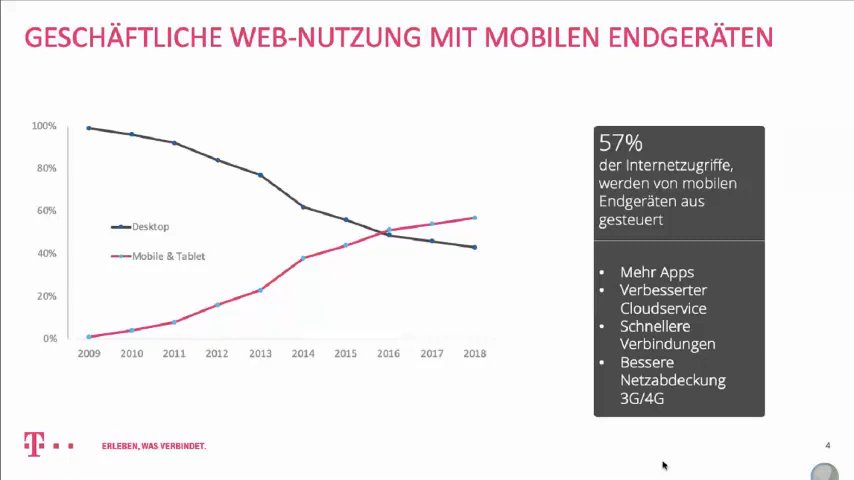 GESCHÄFTLICHE WEB-NUTZUNG MIT MOBILEN ENDGERÄTEN
100%
80%
60%
40%
20%
0%
Desktop
Mobile & Tablet
2009 2010 2011 2012 2013 2014 2015 2016 2017 2018
57%
der Internetzugriffe,
werden von mobilen
Endgeräten aus
gesteuert
• Mehr Apps
• Verbesserter
Cloudservice
• Schnellere
Verbindungen
• Bessere
Netzabdeckung
3G/4G
T
ERLEBEN, WAS VERBINDET.
4